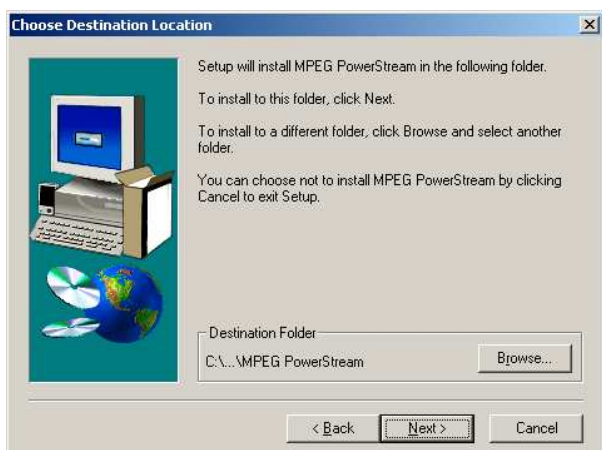 Choose Destination Location
Setup will install MPEG PowerStream in the following folder.
To install to this folder, click Next.
To install to a different folder, click Browse and select another
folder.
You can choose not to install MPEG PowerStream by clicking
Cancel to exit Setup.
Destination Folder
C:\...\MPEG PowerStream
Browse...
< Back
Next >
Cancel